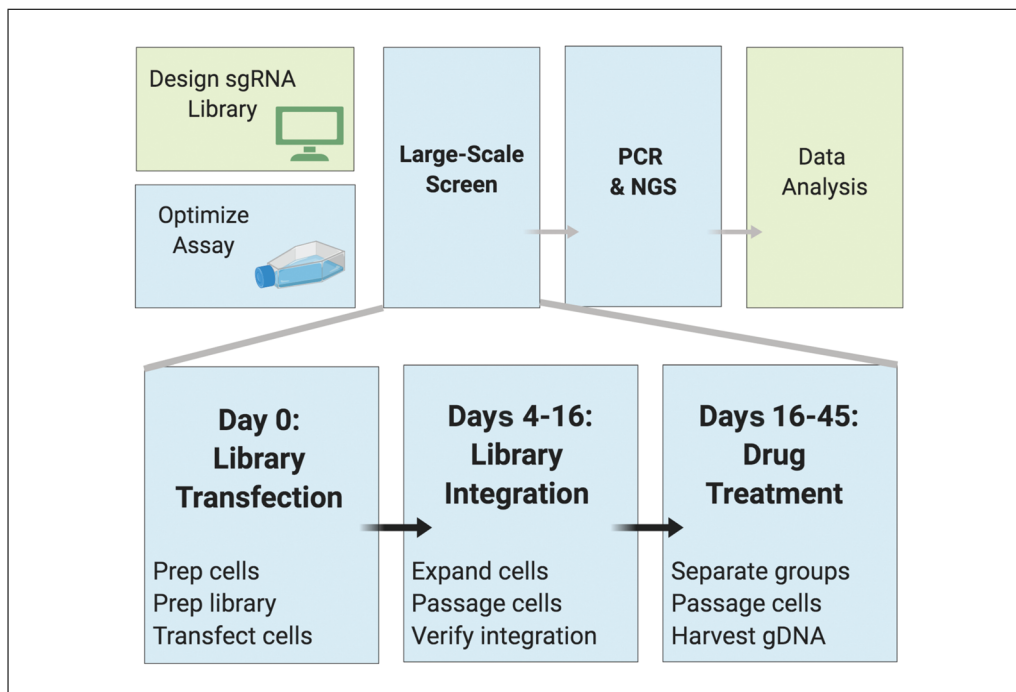 Design sgRNA
Library
Optimize
Assay
Large-Scale
Screen
PCR
& NGS
Data
Analysis
Day 0:
Library
Transfection
Prep cells
Prep library
Transfect cells
Days 4-16:
Library
Integration
Expand cells
Passage cells
Verify integration
Days 16-45:
Drug
Treatment
Separate groups
Passage cells
Harvest gDNA